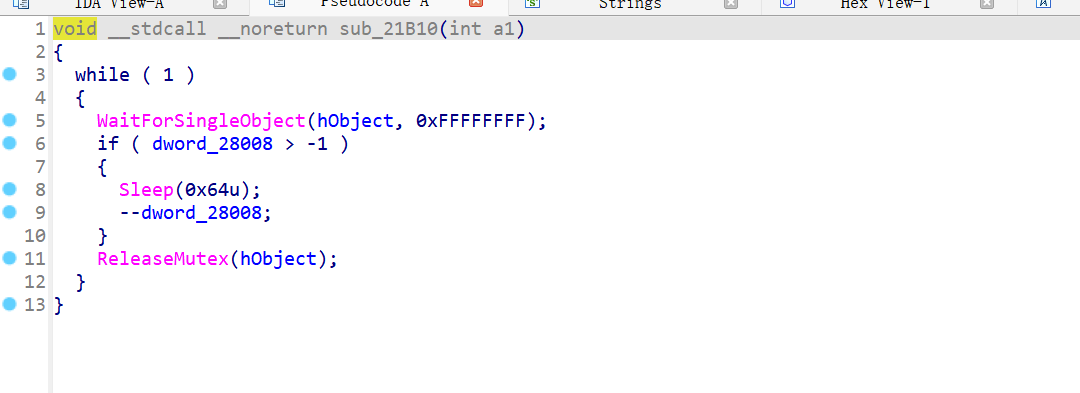 IDA View-A Pseudocode A Strings Hex View-1
1 void __stdcall __noreturn sub_21B10(int a1)
2 {
3 while ( 1 )
4 {
5 WaitForSingleObject(hObject, 0xFFFFFFFF);
6 if ( dword_28008 > -1 )
7 {
8 Sleep(0x64u);
9 --dword_28008;
10 }
11 ReleaseMutex(hObject);
12 }
13 }